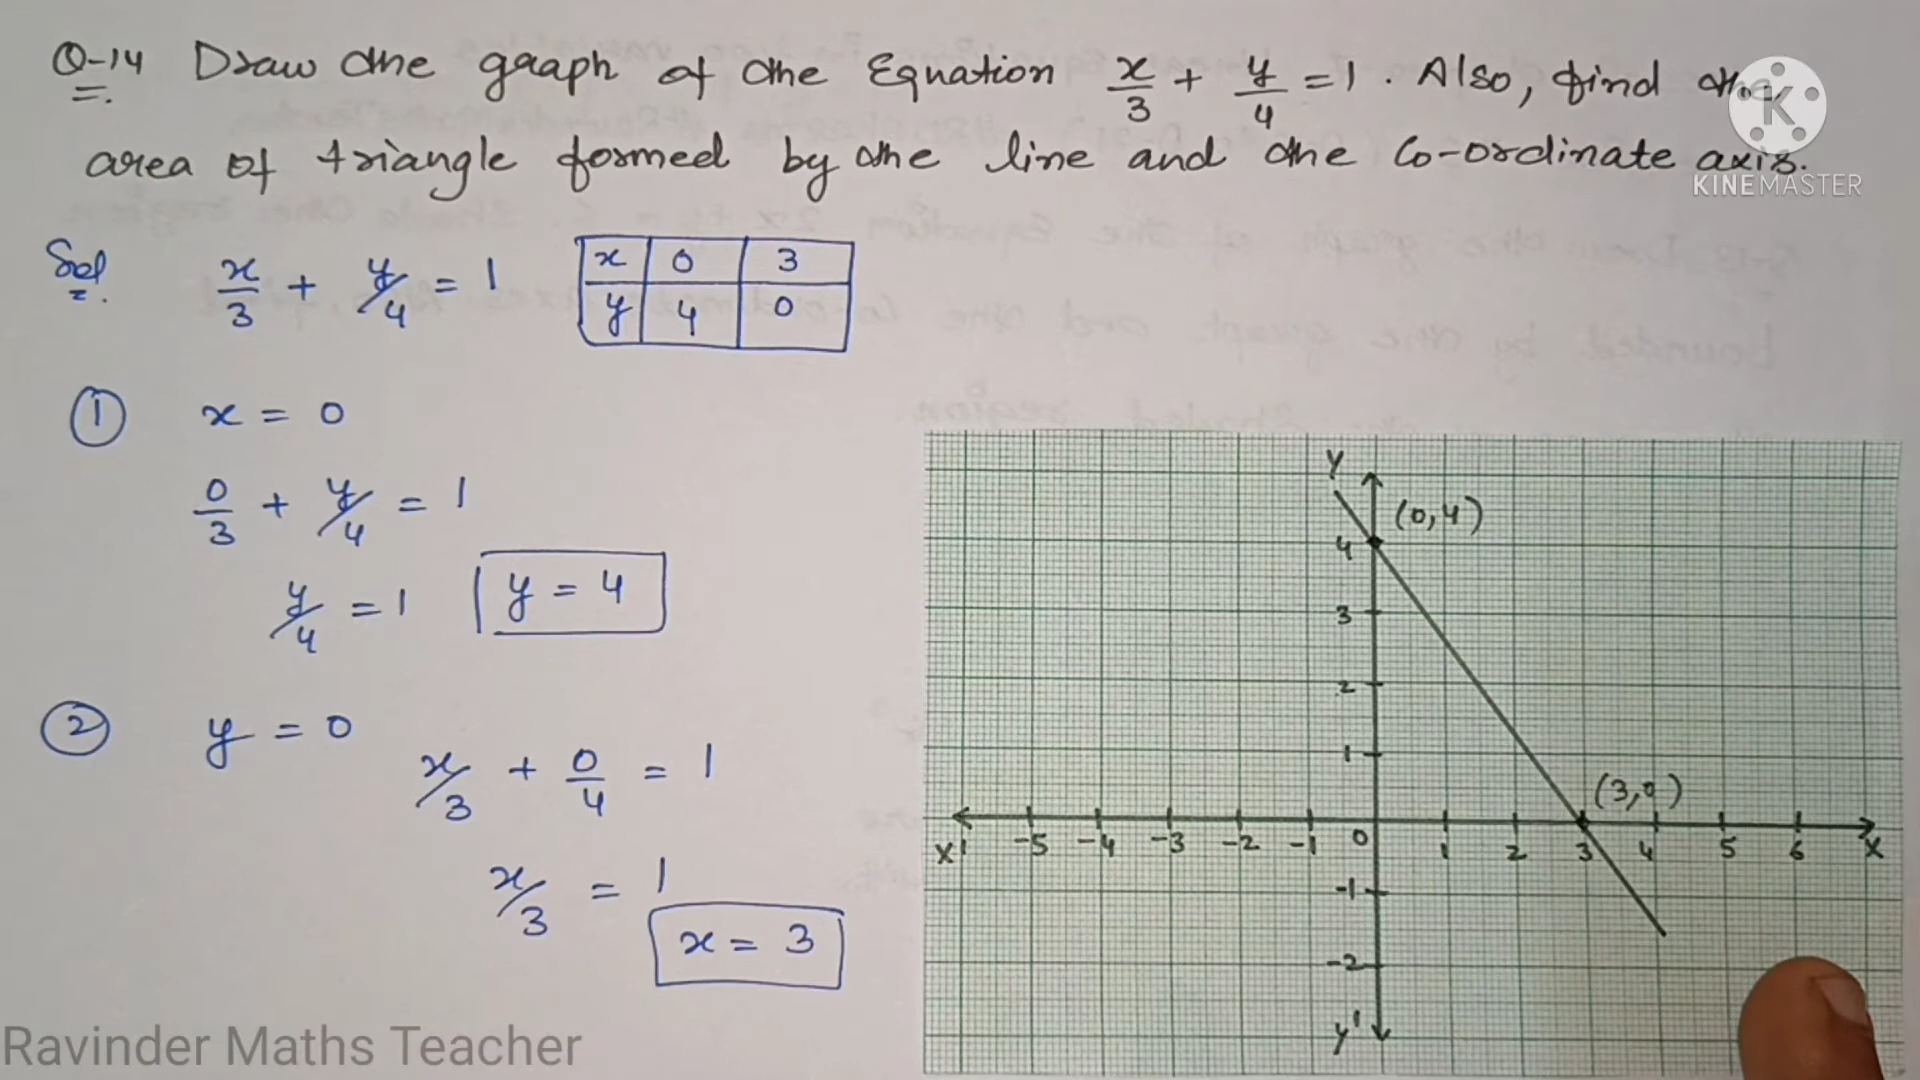 Q-14 Draw the graph of the Equation x/3 + y/4 = 1. Also, find the
area of triangle formed by the line and the Co-ordinate axis.
K
KINEMASTER
Sol. x/3 + y/4 = 1
x 0 3
y 4 0
① x = 0
0/3 + y/4 = 1
y/4 = 1 y = 4
② y = 0
x/3 + 0/4 = 1
x/3 = 1
x = 3
Y
(0,4)
4
3
2
1
(3,0)
X' -5 -4 -3 -2 -1 0 1 2 3 4 5 6 X
-1
-2
Y'
Ravinder Maths Teacher